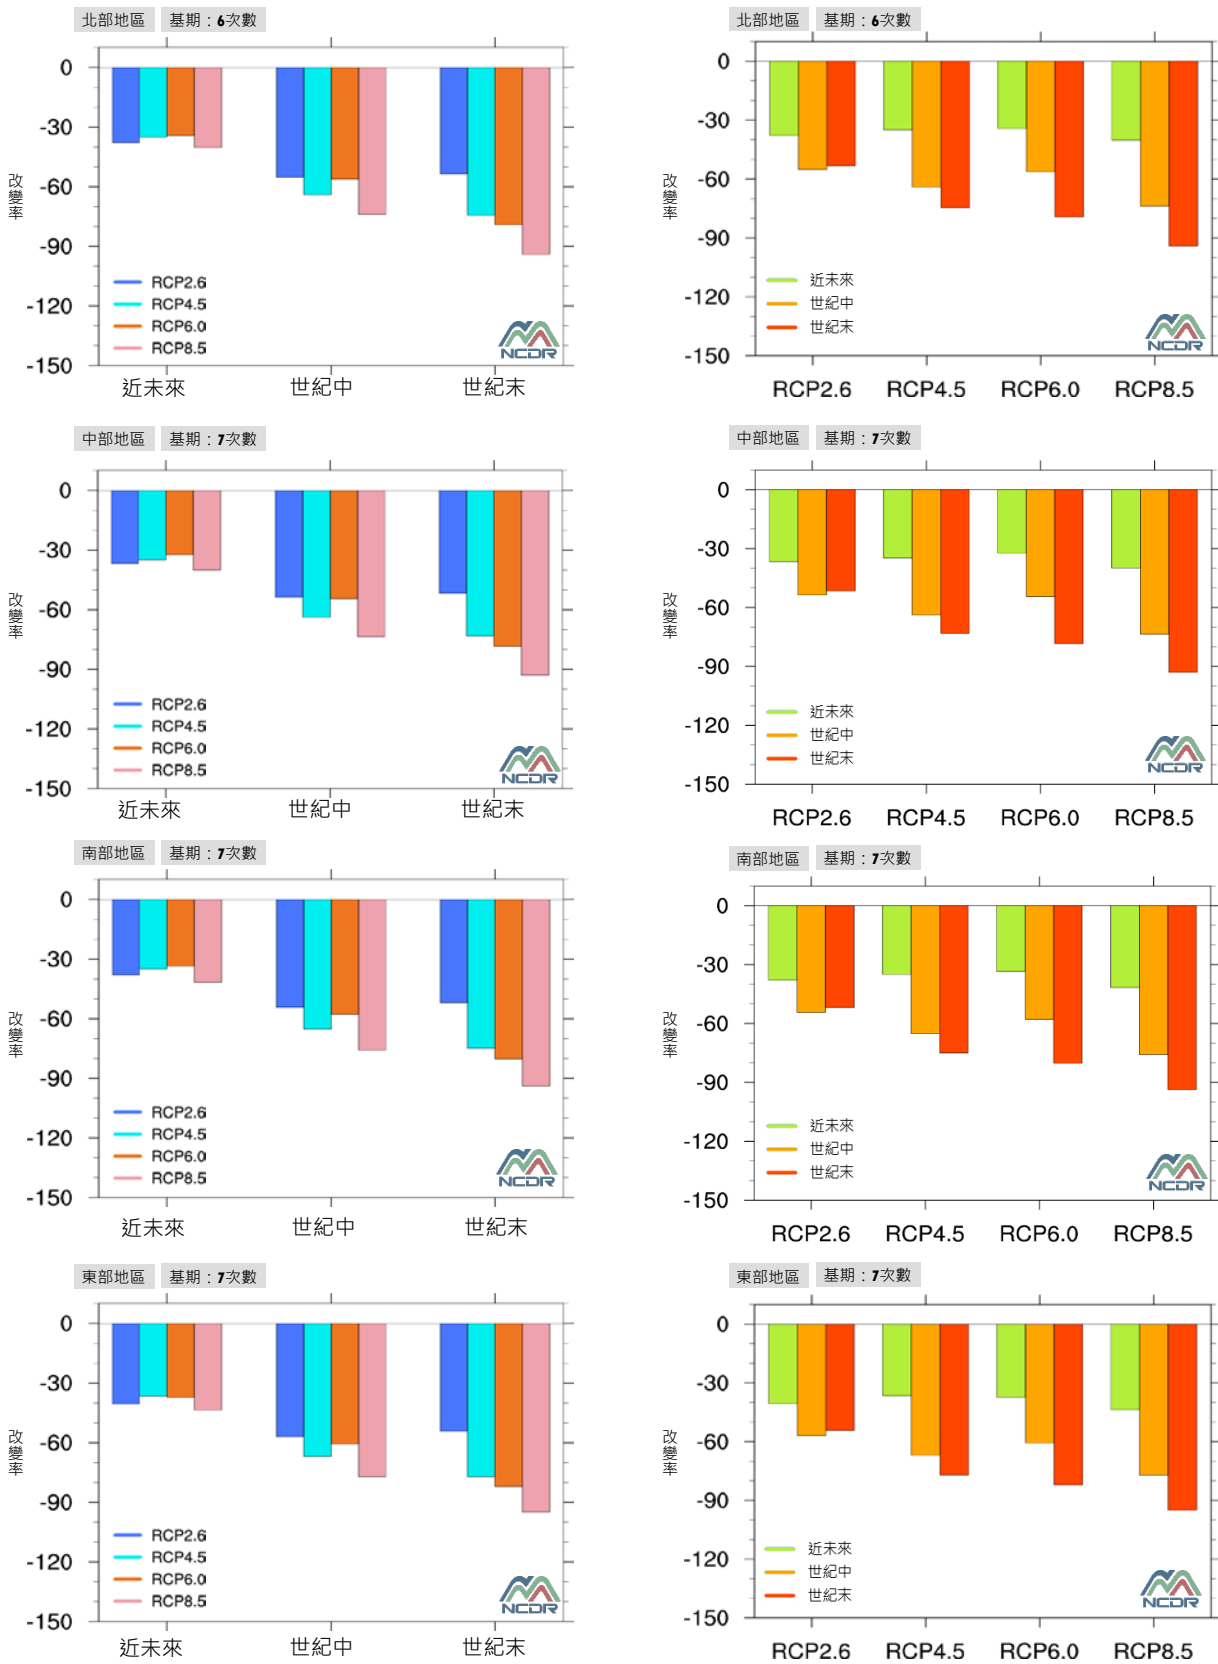 北部地區 基期：6次數
0
-30
-60
-90
-120
-150
改變率
RCP2.6
RCP4.5
RCP6.0
RCP8.5
NCDR
近未來 世紀中 世紀末
北部地區 基期：6次數
0
-30
-60
-90
-120
-150
改變率
近未來
世紀中
世紀末
NCDR
RCP2.6 RCP4.5 RCP6.0 RCP8.5
中部地區 基期：7次數
0
-30
-60
-90
-120
-150
改變率
RCP2.6
RCP4.5
RCP6.0
RCP8.5
NCDR
近未來 世紀中 世紀末
中部地區 基期：7次數
0
-30
-60
-90
-120
-150
改變率
近未來
世紀中
世紀末
NCDR
RCP2.6 RCP4.5 RCP6.0 RCP8.5
南部地區 基期：7次數
0
-30
-60
-90
-120
-150
改變率
RCP2.6
RCP4.5
RCP6.0
RCP8.5
NCDR
近未來 世紀中 世紀末
南部地區 基期：7次數
0
-30
-60
-90
-120
-150
改變率
近未來
世紀中
世紀末
NCDR
RCP2.6 RCP4.5 RCP6.0 RCP8.5
東部地區 基期：7次數
0
-30
-60
-90
-120
-150
改變率
RCP2.6
RCP4.5
RCP6.0
RCP8.5
NCDR
近未來 世紀中 世紀末
東部地區 基期：7次數
0
-30
-60
-90
-120
-150
改變率
近未來
世紀中
世紀末
NCDR
RCP2.6 RCP4.5 RCP6.0 RCP8.5